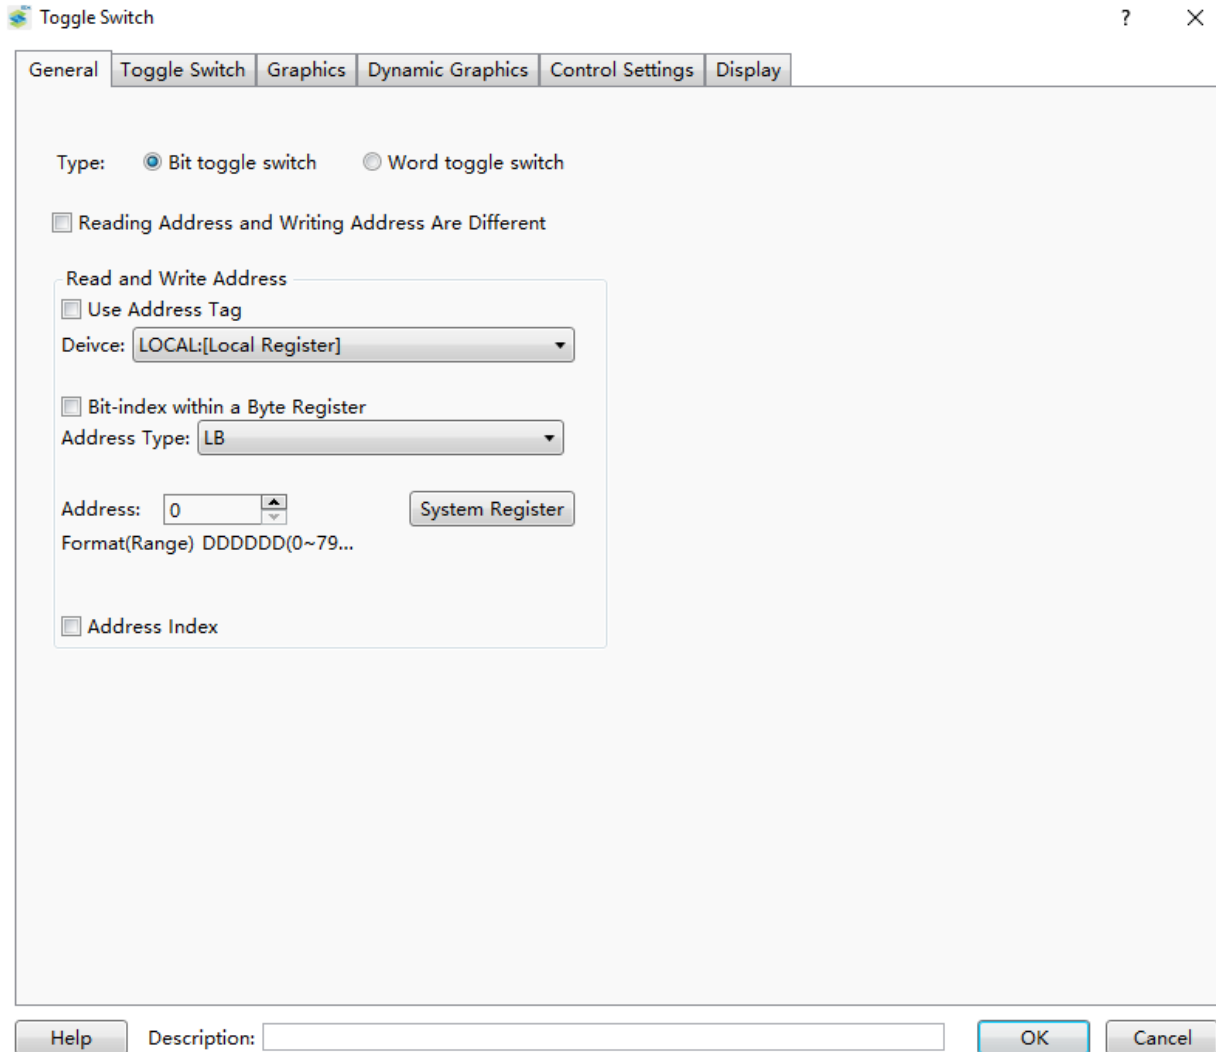 Toggle Switch ?
General Toggle Switch Graphics Dynamic Graphics Control Settings Display
Type: Bit toggle switch Word toggle switch
Reading Address and Writing Address Are Different
Read and Write Address
Use Address Tag
Deivce: LOCAL:[Local Register]
Bit-index within a Byte Register
Address Type: LB
Address: 0 System Register
Format(Range) DDDDDD(0~79...
Address Index
Help Description: OK Cancel